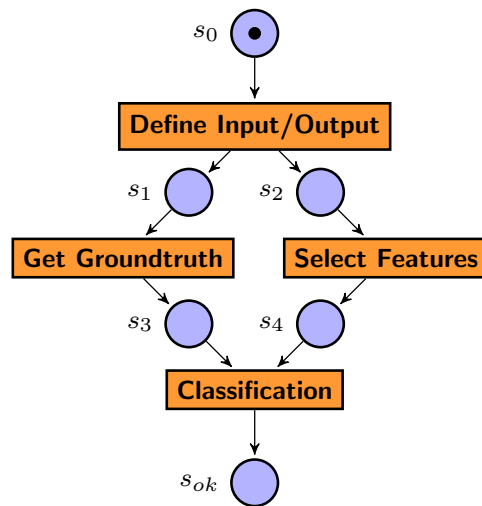 s0
Define Input/Output
s1
s2
Get Groundtruth
Select Features
s3
s4
Classification
sok